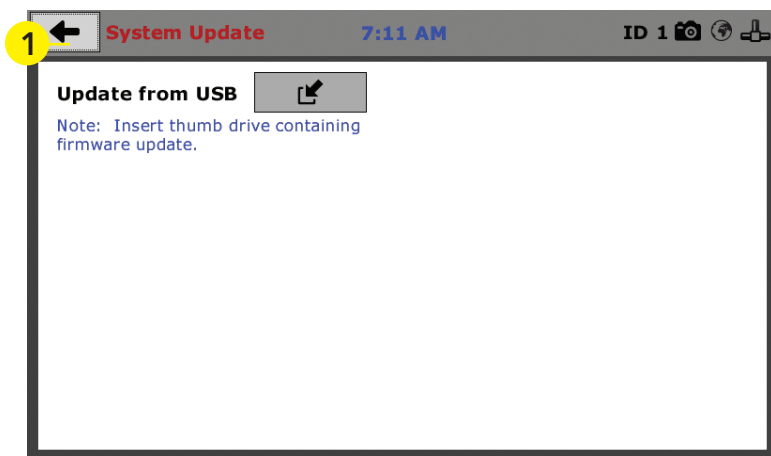 1
System Update
7:11 AM
ID 1
Update from USB
Note: Insert thumb drive containing
firmware update.